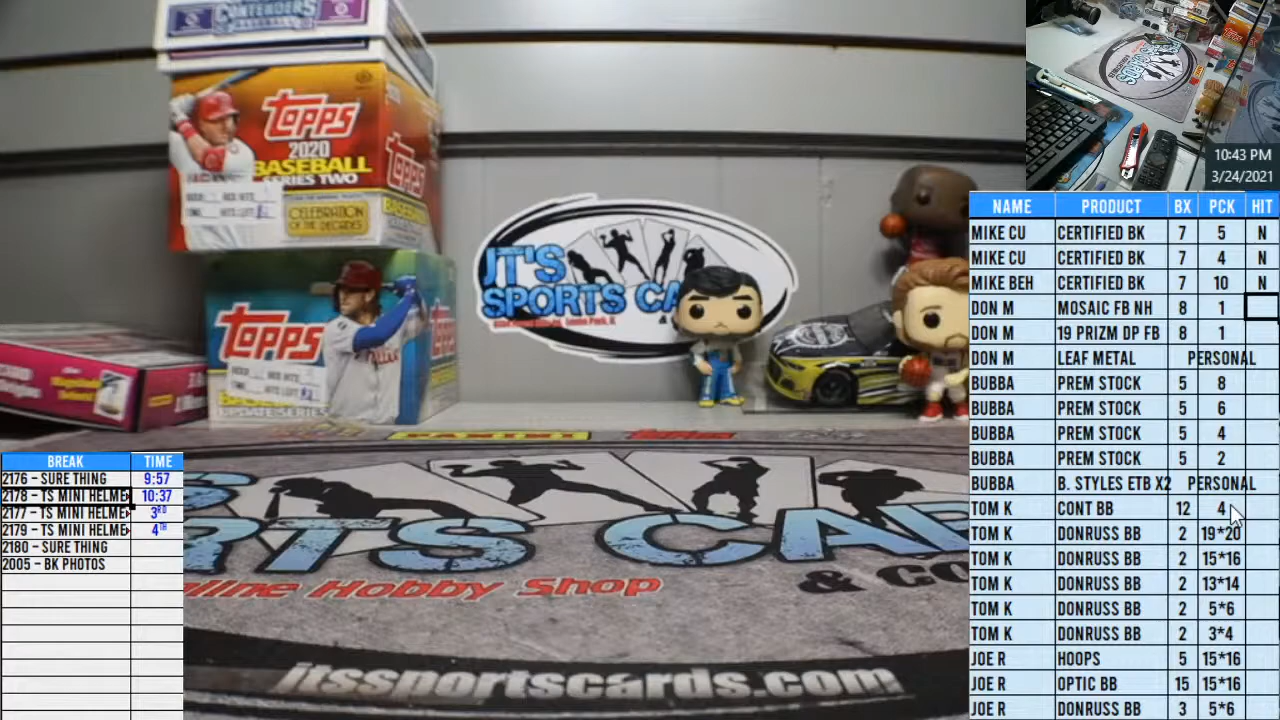 CONTENDERS
TOPPS
2020
BASEBALL
SERIES TWO
CELEBRATION
OF THE DECADES
TOPPS
TOPPS
UPDATE SERIES
JT'S
SPORTS CA
PANINI
RTS CARD
& CO
nline Hobby Shop
jtssportscards.com
10:43 PM
3/24/2021
NAME PRODUCT BX PCK HIT
MIKE CU CERTIFIED BK 7 5 N
MIKE CU CERTIFIED BK 7 4 N
MIKE BEH CERTIFIED BK 7 10 N
DON M MOSAIC FB NH 8 1
DON M 19 PRIZM DP FB 8 1
DON M LEAF METAL PERSONAL
BUBBA PREM STOCK 5 8
BUBBA PREM STOCK 5 6
BUBBA PREM STOCK 5 4
BUBBA PREM STOCK 5 2
BUBBA B. STYLES ETB X2 PERSONAL
TOM K CONT BB 12 4
TOM K DONRUSS BB 2 19*20
TOM K DONRUSS BB 2 15*16
TOM K DONRUSS BB 2 13*14
TOM K DONRUSS BB 2 5*6
TOM K DONRUSS BB 2 3*4
JOE R HOOPS 5 15*16
JOE R OPTIC BB 15 15*16
JOE R DONRUSS BB 3 5*6
BREAK TIME
2176 – SURE THING 9:57
2178 – TS MINI HELME 10:37
2177 – TS MINI HELME 3RD
2179 – TS MINI HELME 4TH
2180 – SURE THING
2005 – BK PHOTOS